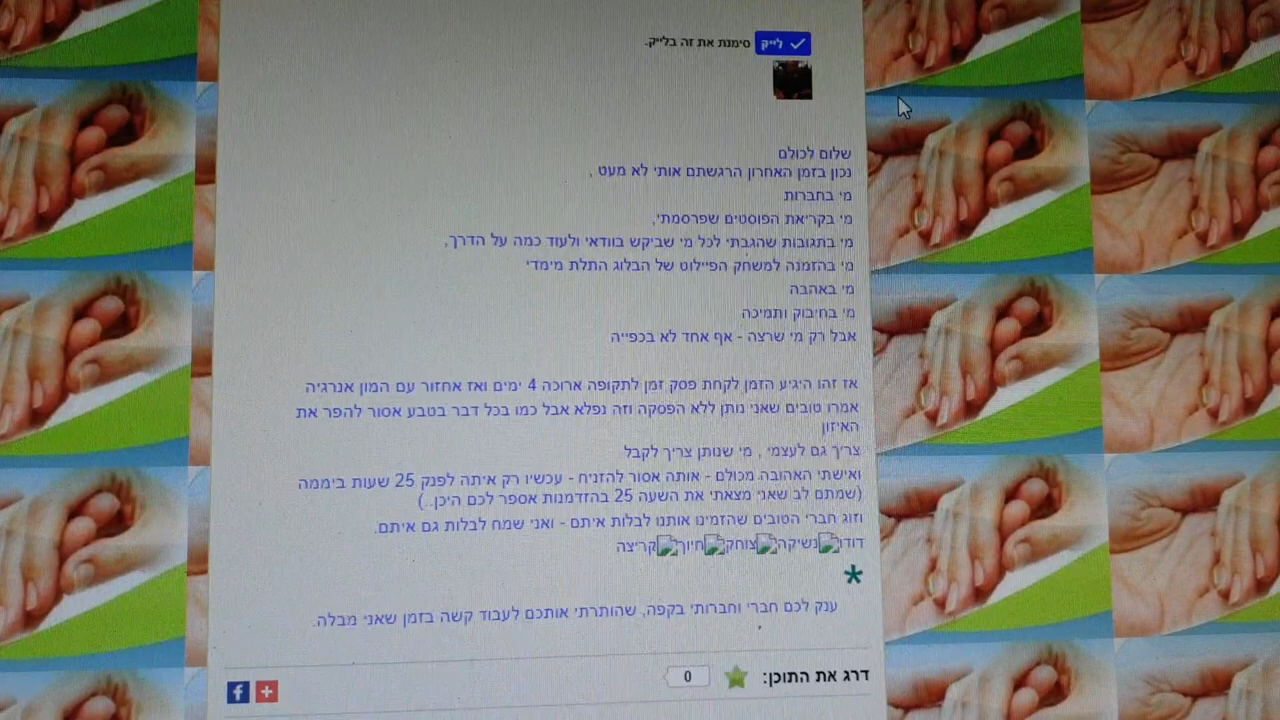 לייק סימנת את זה בלייק.
שלום לכולם
נכון בזמן האחרון הרגשתם אותי לא מעט ,
מי בחברות
מי בקריאת הפוסטים שפרסמתי,
מי בתגובות שהגבתי לכל מי שביקש בוודאי ולעוד כמה על הדרך,
מי בהזמנה למשחק הפיילוט של הבלוג התלת מימדי
מי באהבה
מי בחיבוק ותמיכה
אבל רק מי שרצה - אף אחד לא בכפייה
אז זהו היגיע הזמן לקחת פסק זמן לתקופה ארוכה 4 ימים ואז אחזור עם המון אנרגיה
אמרו טובים שאני נותן ללא הפסקה וזה נפלא אבל כמו בכל דבר בטבע אסור להפר את
האיזון
צריך גם לעצמי , מי שנותן צריך לקבל
ואישתי האהובה מכולם - אותה אסור להזניח - עכשיו רק איתה לפנק 25 שעות ביממה
(שמתם לב שאני מצאתי את השעה 25 בהזדמנות אספר לכם היכן..)
וזוג חברי הטובים שהזמינו אותנו לבלות איתם - ואני שמח לבלות גם איתם.
דודו נשיקה צוחק חיוך קריצה
*
ענק לכם חברי וחברותי בקפה, שהותרתי אותכם לעבוד קשה בזמן שאני מבלה.
דרג את התוכן: 0